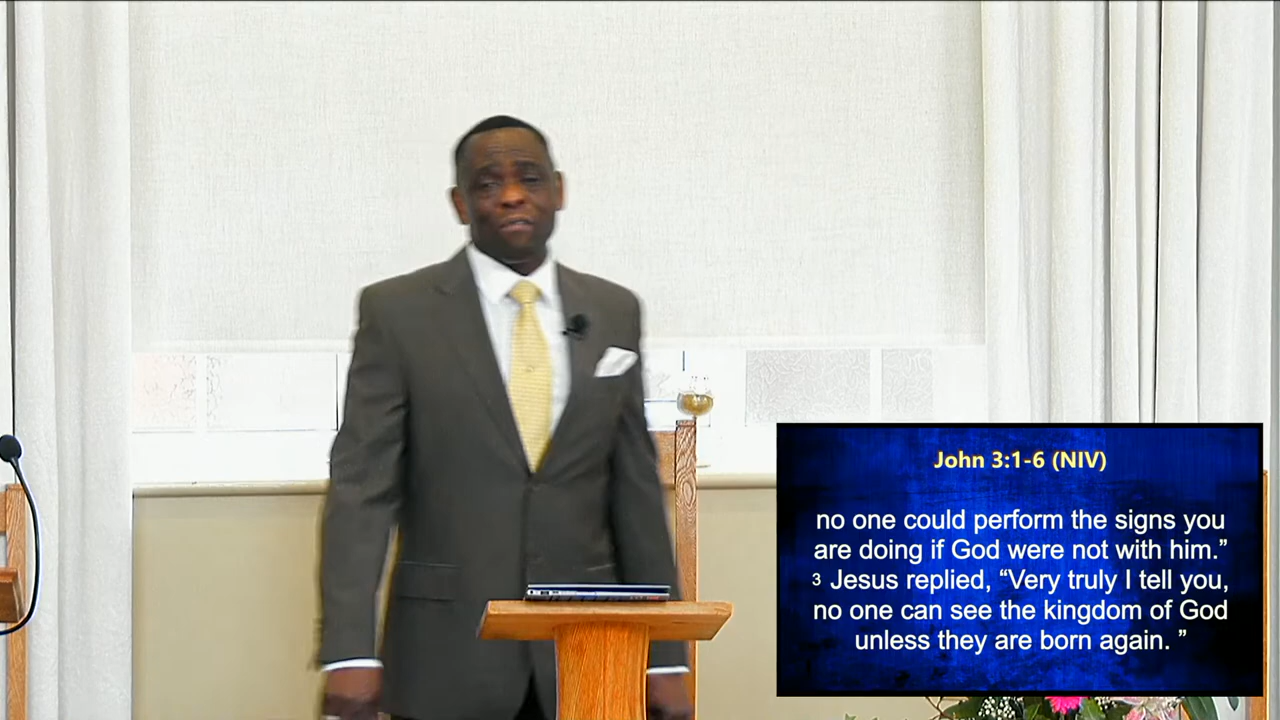 John 3:1-6 (NIV)
no one could perform the signs you
are doing if God were not with him.”
3 Jesus replied, “Very truly I tell you,
no one can see the kingdom of God
unless they are born again. ”